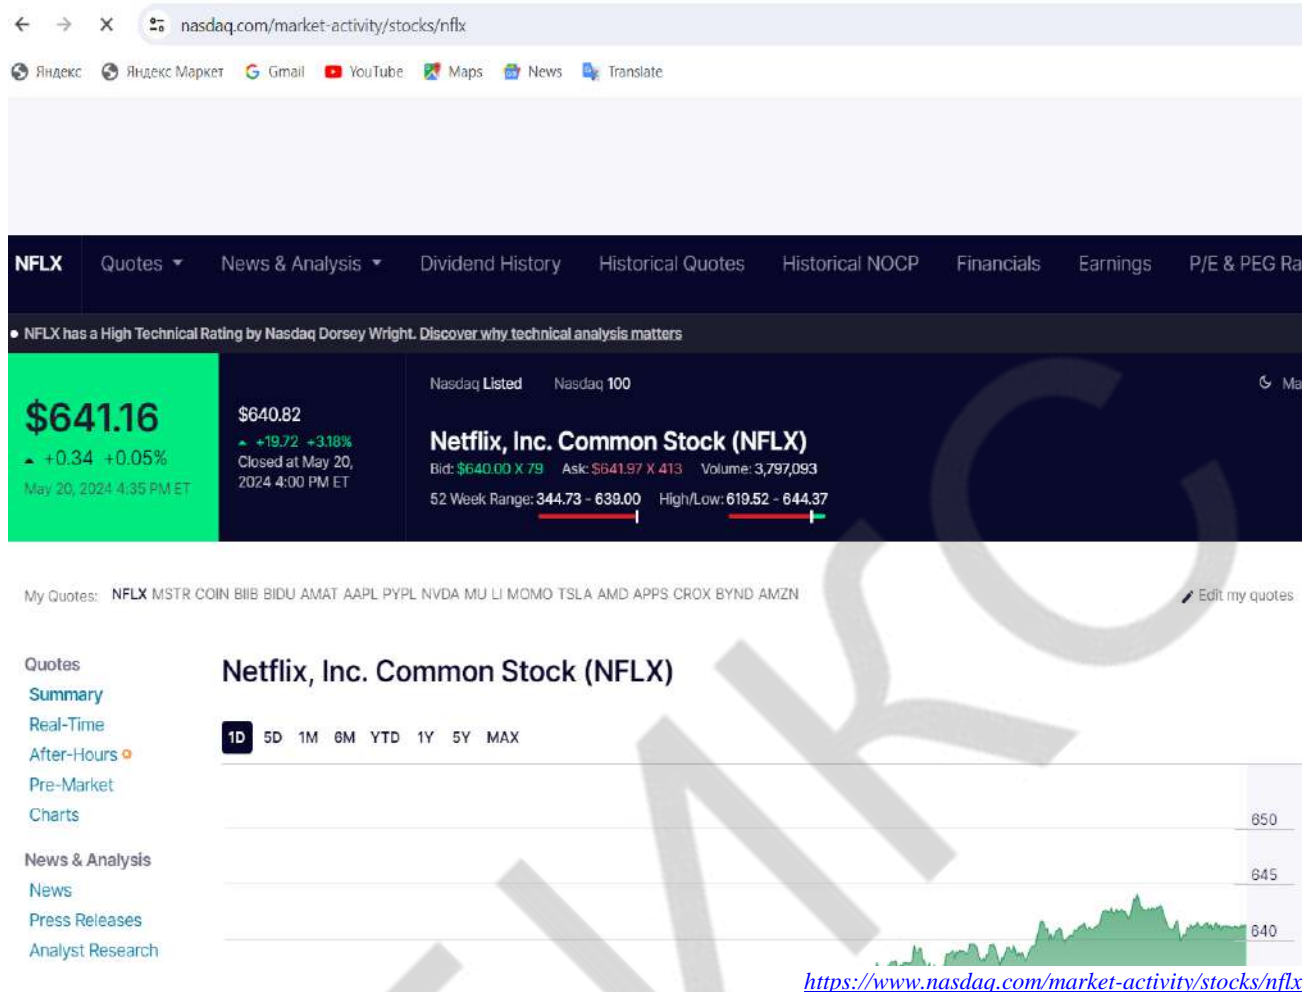 nasdaq.com/market-activity/stocks/nflx
Яндекс Яндекс Маркет Gmail YouTube Maps News Translate
NFLX Quotes News & Analysis Dividend History Historical Quotes Historical NOCP Financials Earnings P/E & PEG Ra
• NFLX has a High Technical Rating by Nasdaq Dorsey Wright. Discover why technical analysis matters
Nasdaq Listed Nasdaq 100 Ma
$641.16
+0.34 +0.05%
May 20, 2024 4:35 PM ET
$640.82
+19.72 +3.18%
Closed at May 20,
2024 4:00 PM ET
Netflix, Inc. Common Stock (NFLX)
Bid: $640.00 X 79 Ask: $641.97 X 413 Volume: 3,797,093
52 Week Range: 344.73 - 639.00 High/Low: 619.52 - 644.37
My Quotes: NFLX MSTR COIN BIIB BIDU AMAT AAPL PYPL NVDA MU LI MOMO TSLA AMD APPS CROX BYND AMZN Edit my quotes
Quotes
Summary
Real-Time
After-Hours
Pre-Market
Charts
News & Analysis
News
Press Releases
Analyst Research
Netflix, Inc. Common Stock (NFLX)
1D 5D 1M 6M YTD 1Y 5Y MAX
650
645
640
https://www.nasdaq.com/market-activity/stocks/nflx